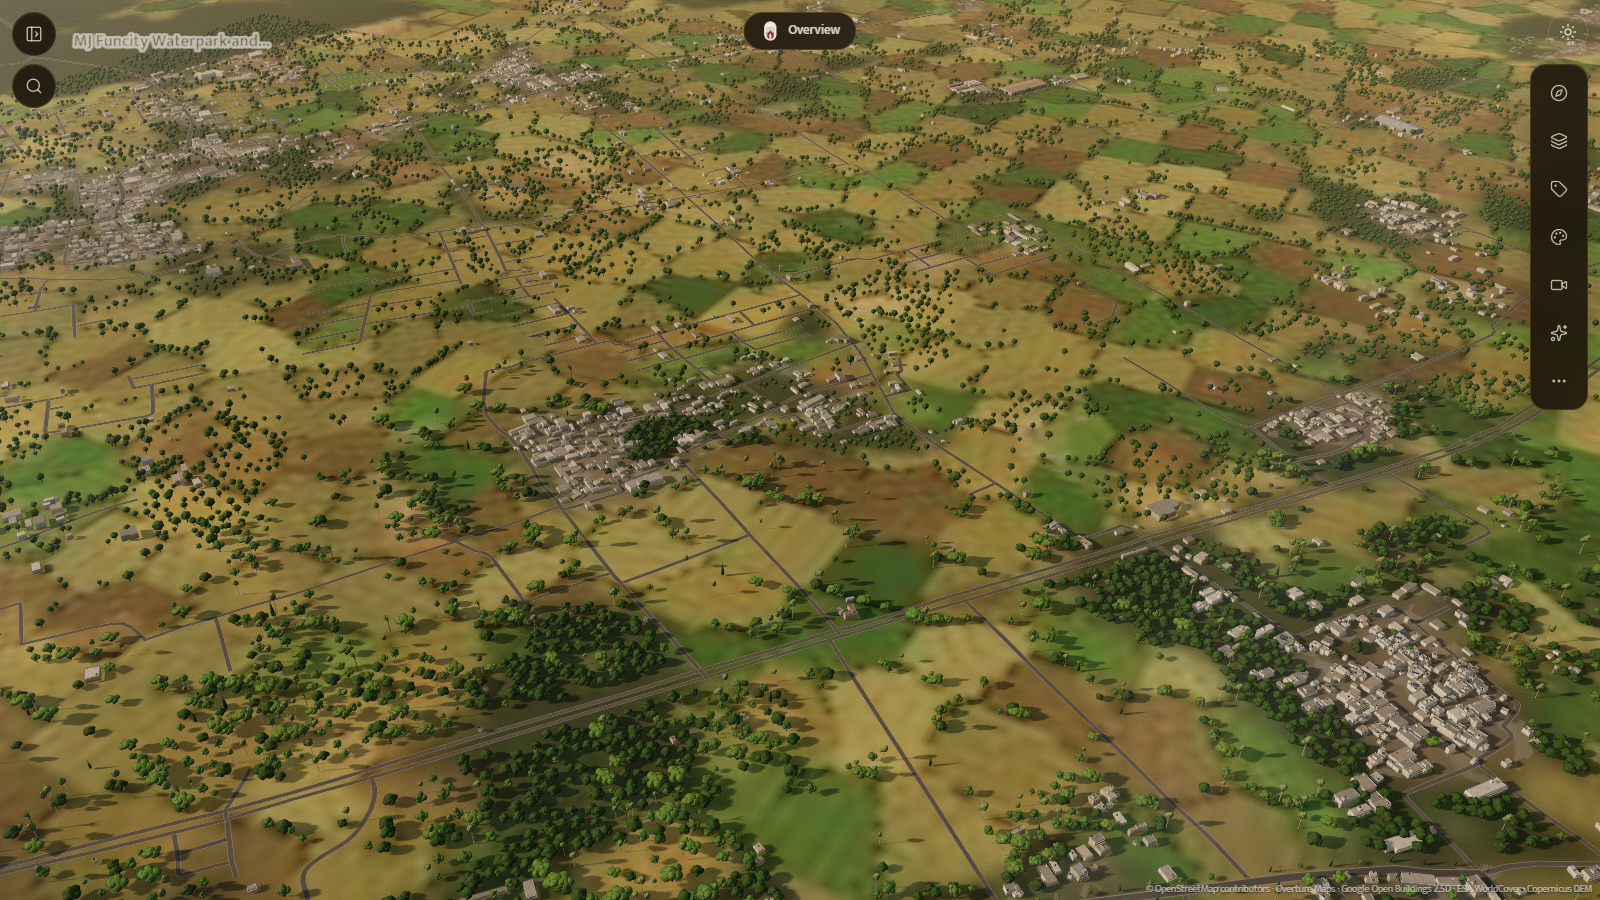 MJ Funcity Waterpark and...
Overview
© OpenStreetMap contributors · Overture Maps · Google Open Buildings 2.5D · ESA WorldCover · Copernicus DEM